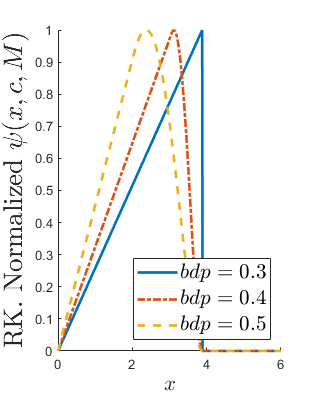 RK. Normalized ψ(x, c, M)
1
0.9
0.8
0.7
0.6
0.5
0.4
0.3
0.2
0.1
0
0 2 4 6
x
bdp = 0.3
bdp = 0.4
bdp = 0.5